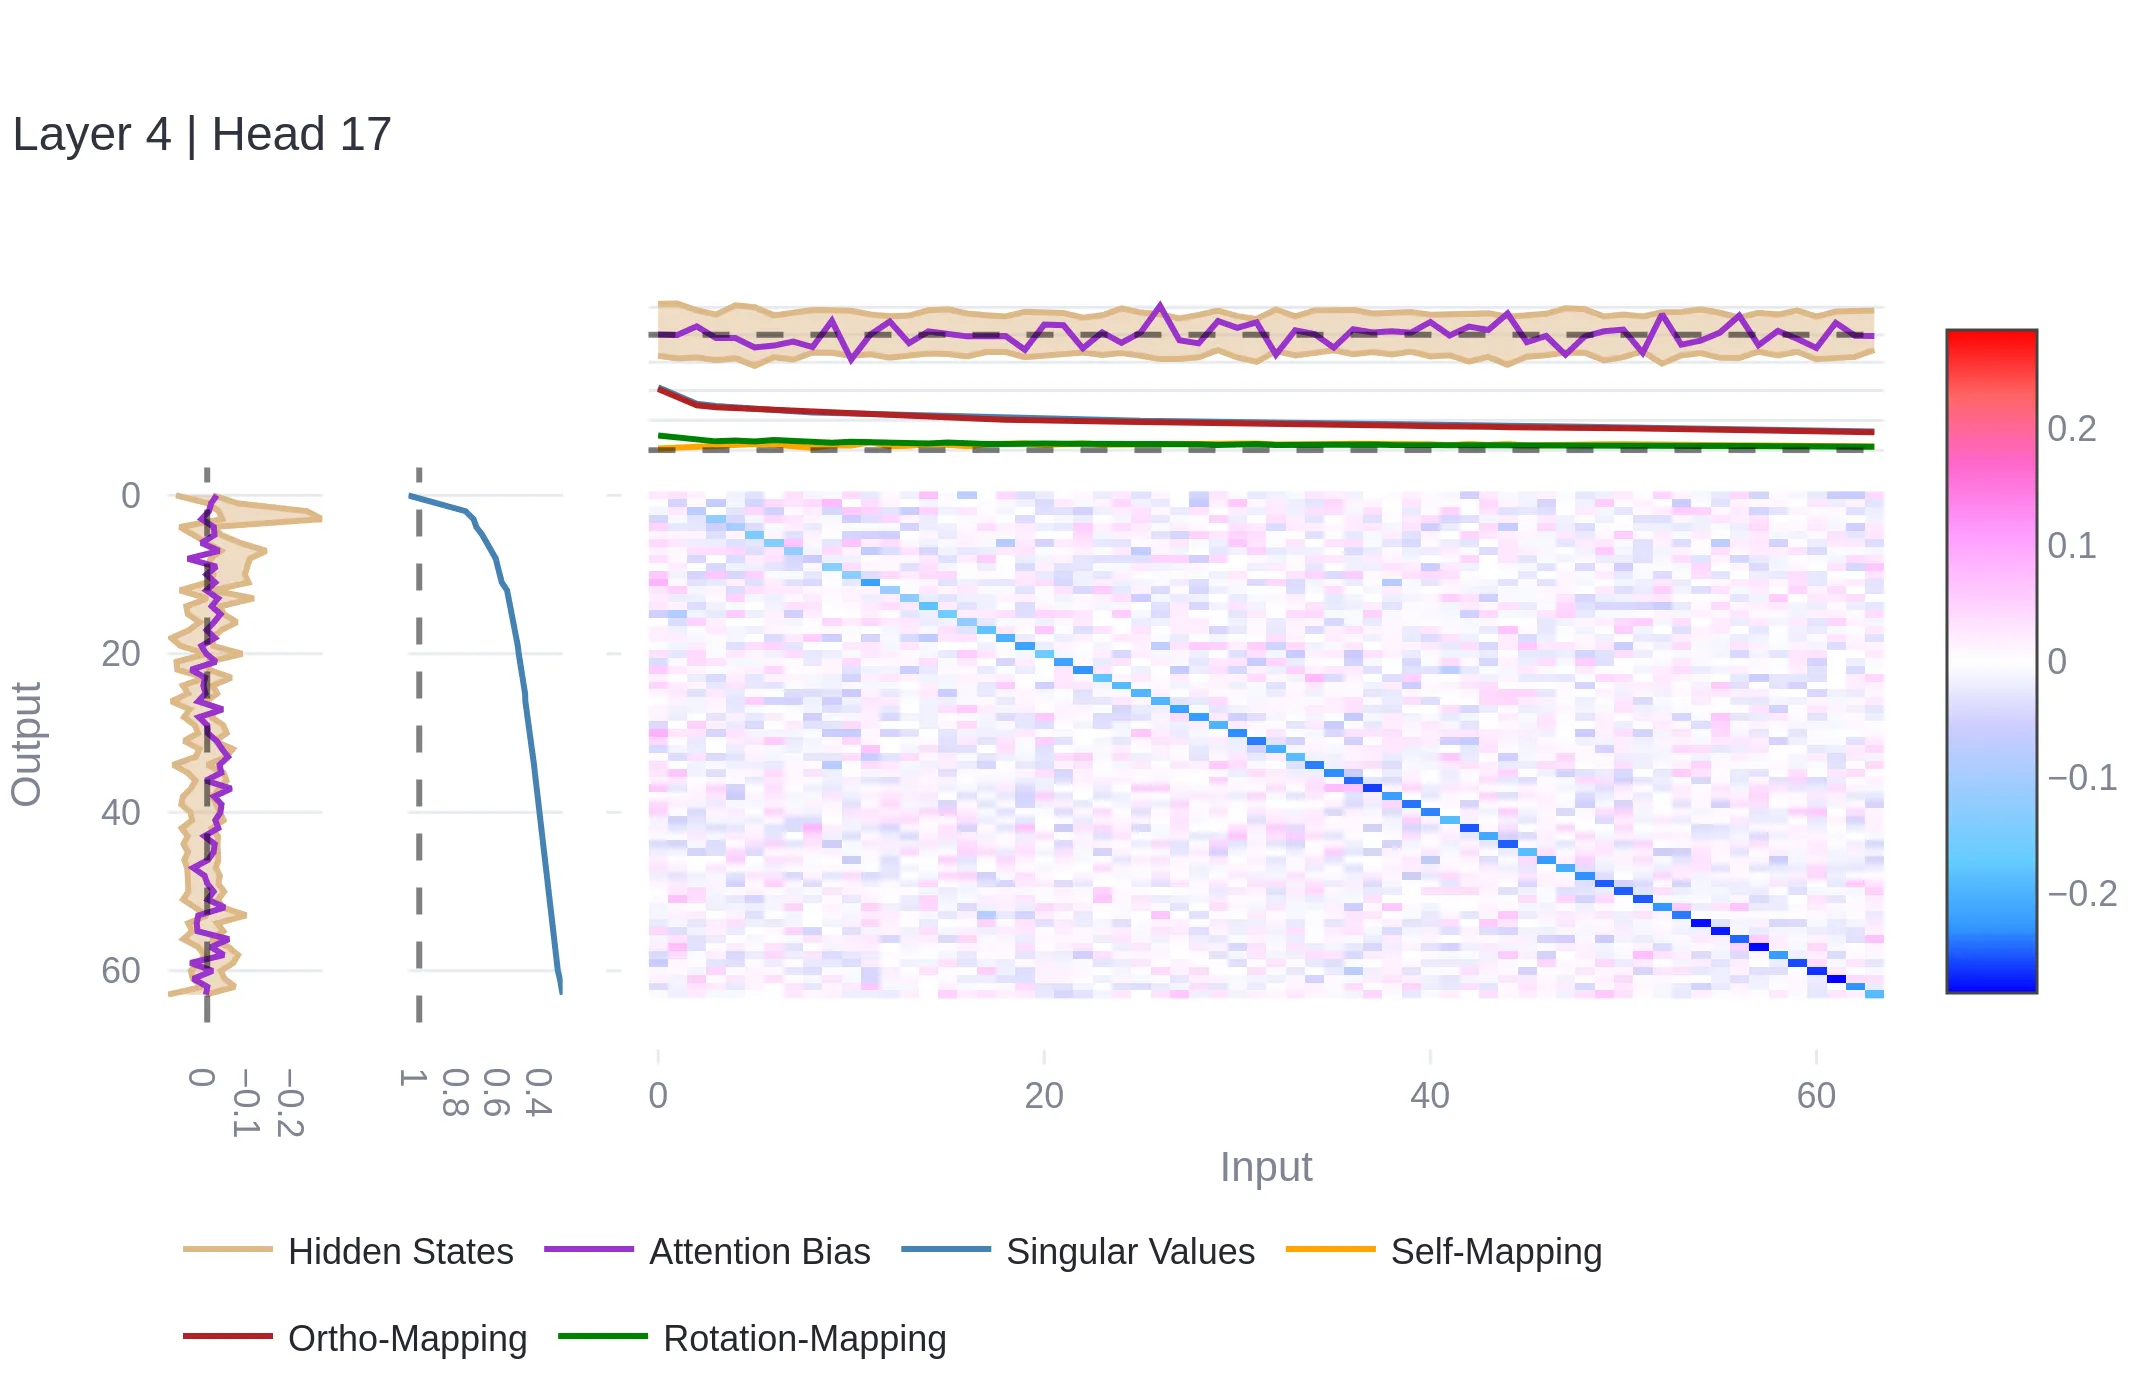 Layer 4 | Head 17
0
20
40
60
Output
0
−0.1
−0.2
1
0.8
0.6
0.4
0
20
40
60
Input
0.2
0.1
0
−0.1
−0.2
Hidden States
Attention Bias
Singular Values
Self-Mapping
Ortho-Mapping
Rotation-Mapping